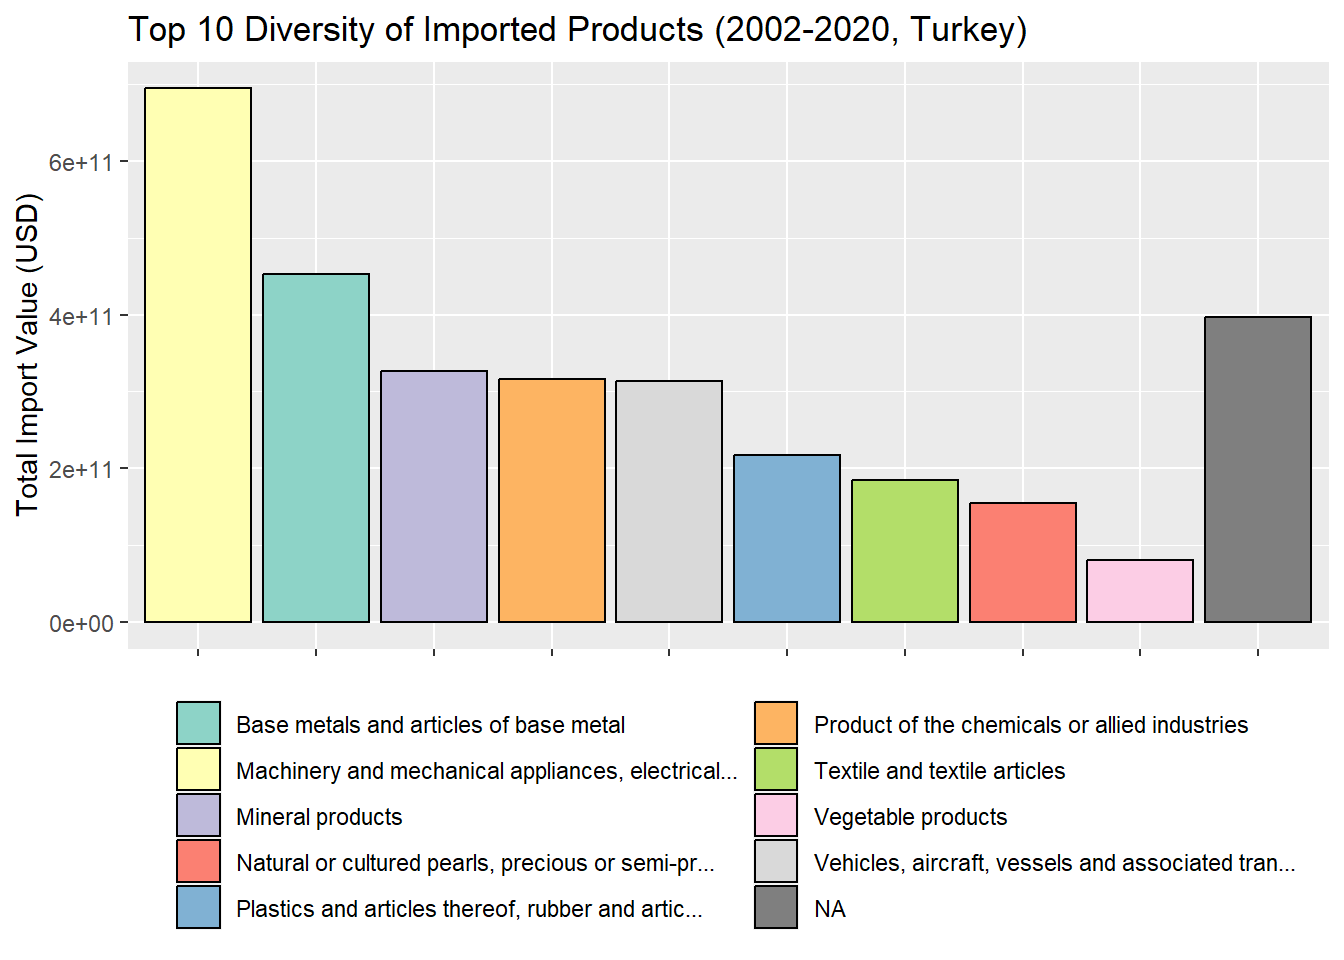 Top 10 Diversity of Imported Products (2002-2020, Turkey)
Total Import Value (USD)
6e+11
4e+11
2e+11
0e+00
Base metals and articles of base metal
Machinery and mechanical appliances, electrical...
Mineral products
Natural or cultured pearls, precious or semi-pr...
Plastics and articles thereof, rubber and artic...
Product of the chemicals or allied industries
Textile and textile articles
Vegetable products
Vehicles, aircraft, vessels and associated tran...
NA